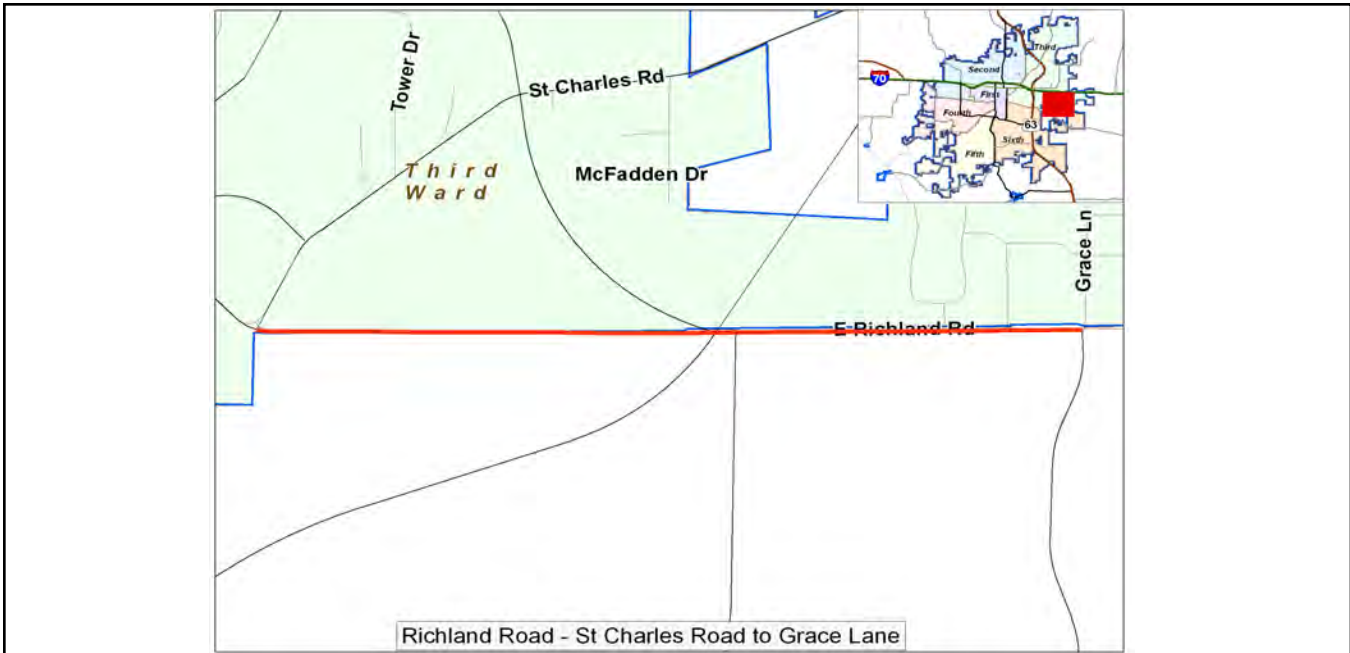 Tower Dr
St Charles Rd
Third
Ward
McFadden Dr
Grace Ln
E Richland Rd
70
Third
Second
First
Fourth
63
Sixth
Fifth
Richland Road - St Charles Road to Grace Lane